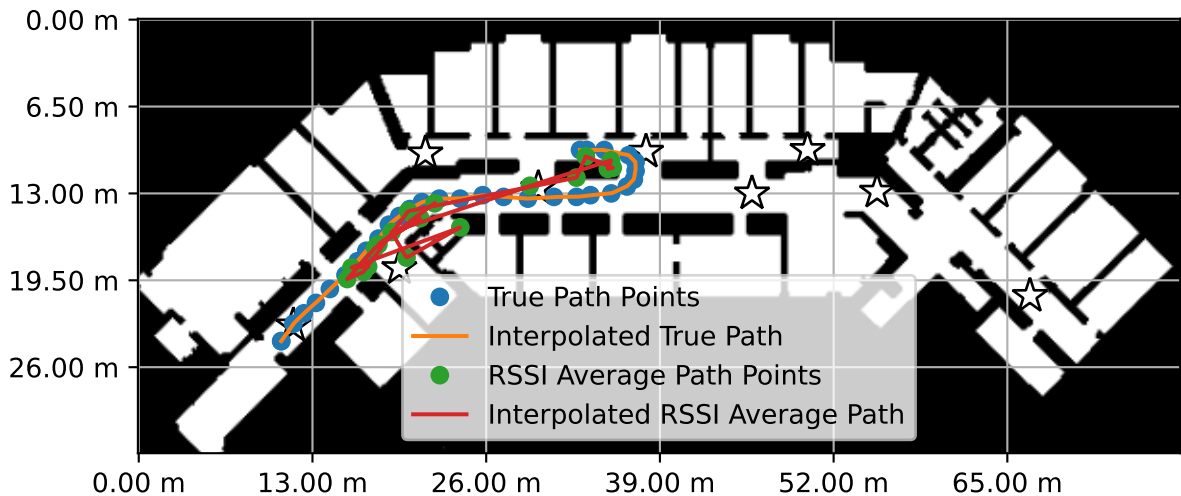 0.00 m
6.50 m
13.00 m
19.50 m
26.00 m
True Path Points
Interpolated True Path
RSSI Average Path Points
Interpolated RSSI Average Path
0.00 m 13.00 m 26.00 m 39.00 m 52.00 m 65.00 m